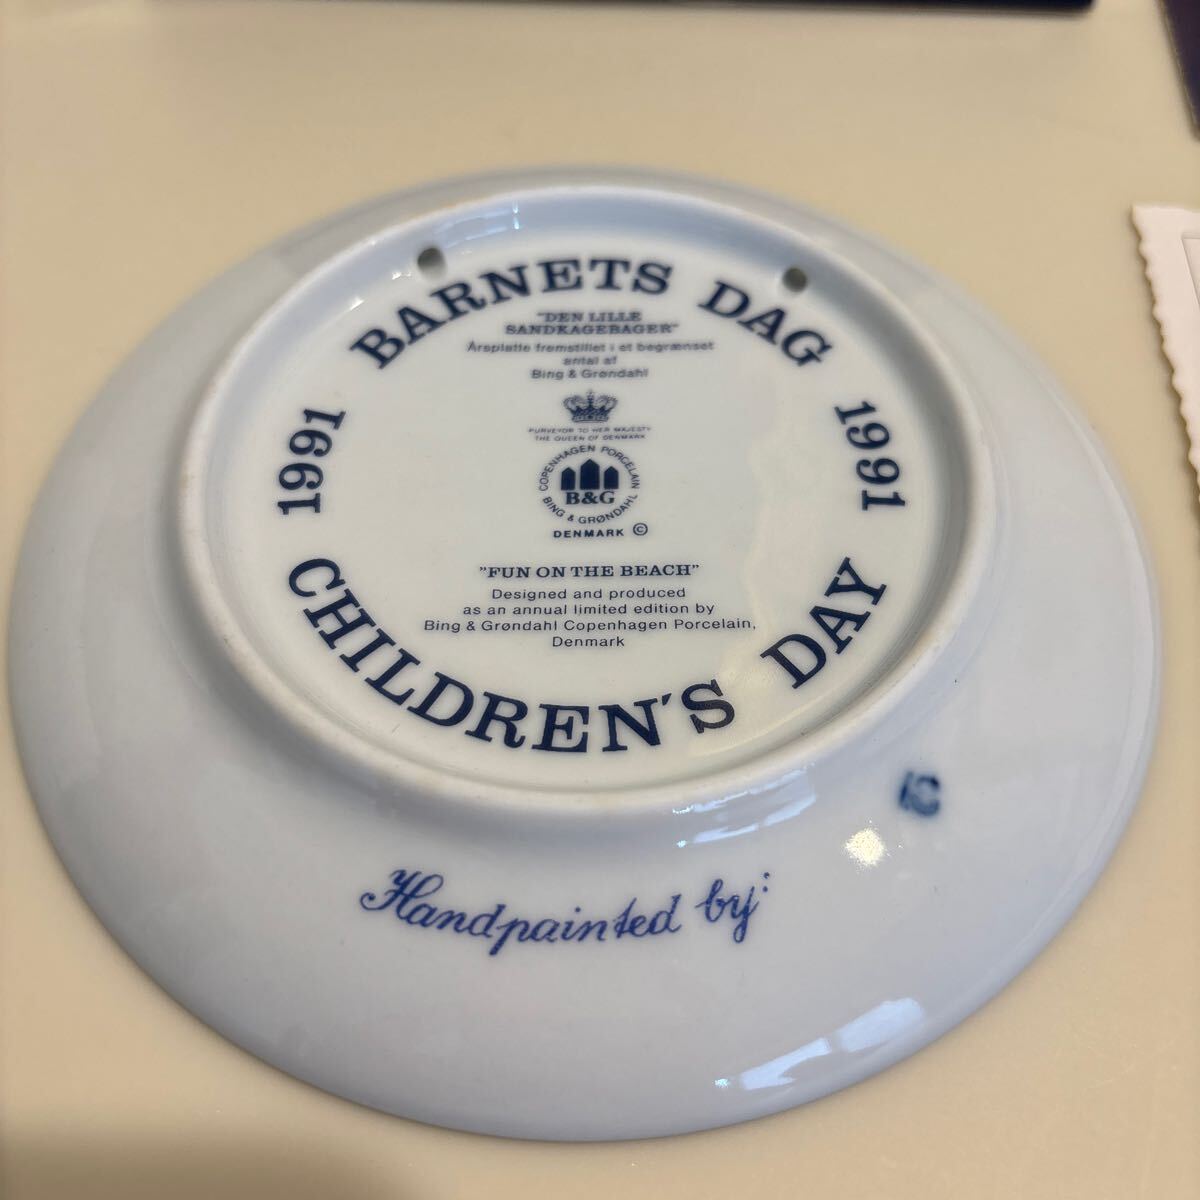 BARNETS DAG
1991
1991
"DEN LILLE
SANDKAGEBAGER"
Årsplatte fremstillet i et begrænset
antal af
Bing & Grøndahl
PURVEYOR TO HER MAJESTY
THE QUEEN OF DENMARK
COPENHAGEN PORCELAIN
B&G
BING & GRØNDAHL
DENMARK ©
"FUN ON THE BEACH"
Designed and produced
as an annual limited edition by
Bing & Grøndahl Copenhagen Porcelain,
Denmark
CHILDREN'S DAY
Handpainted by: